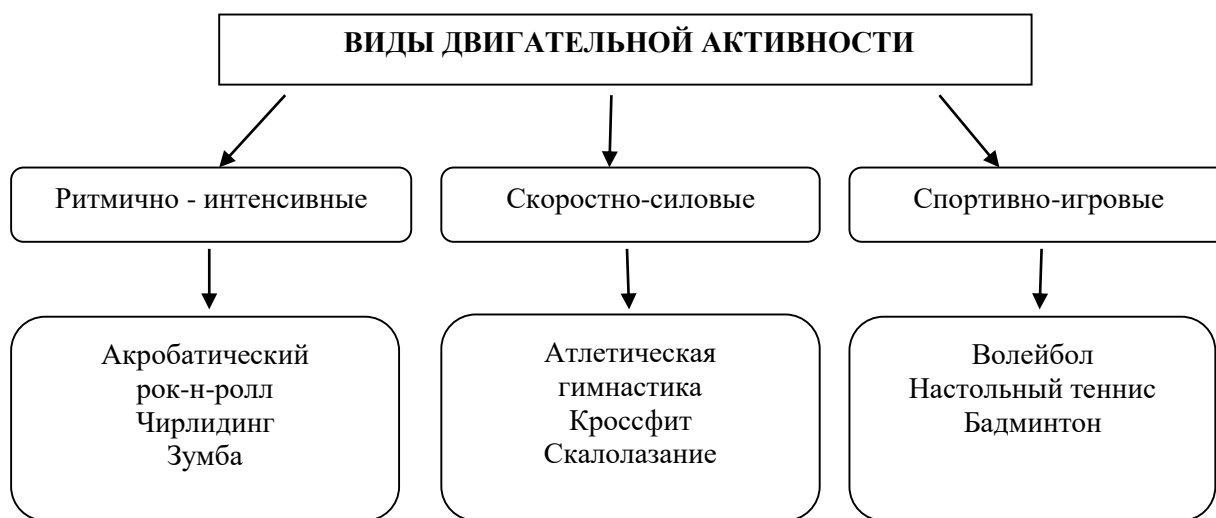 ВИДЫ ДВИГАТЕЛЬНОЙ АКТИВНОСТИ
Ритмично - интенсивные
Скоростно-силовые
Спортивно-игровые
Акробатический
рок-н-ролл
Чирлидинг
Зумба
Атлетическая
гимнастика
Кроссфит
Скалолазание
Волейбол
Настольный теннис
Бадминтон